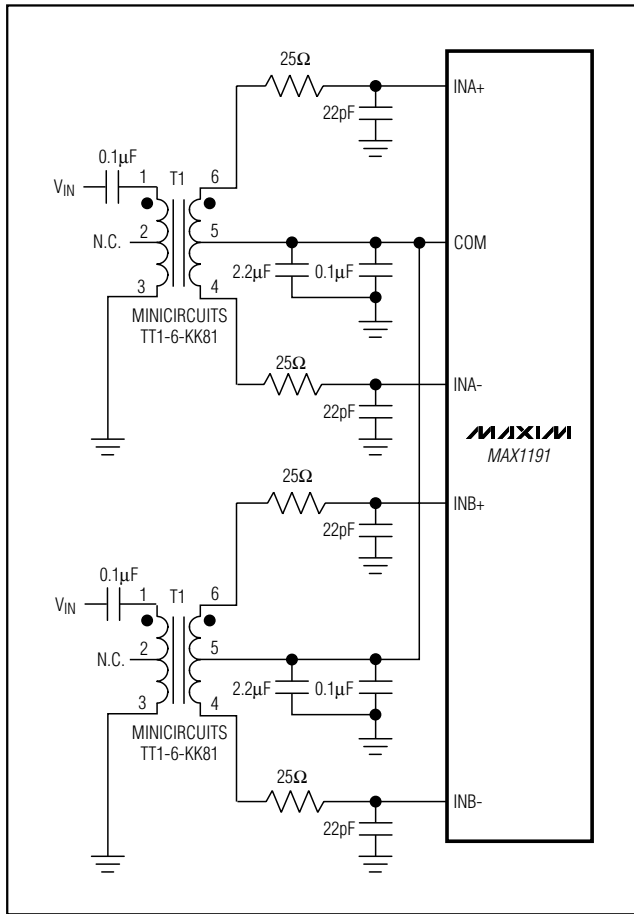 25Ω
INA+
22pF
0.1μF
VIN
1
T1
6
N.C.
2
5
COM
2.2μF
0.1μF
3
4
MINICIRCUITS
TT1-6-KK81
25Ω
INA-
22pF
MAXIM
MAX1191
25Ω
INB+
22pF
0.1μF
VIN
1
T1
6
N.C.
2
5
2.2μF
0.1μF
3
4
MINICIRCUITS
TT1-6-KK81
25Ω
INB-
22pF